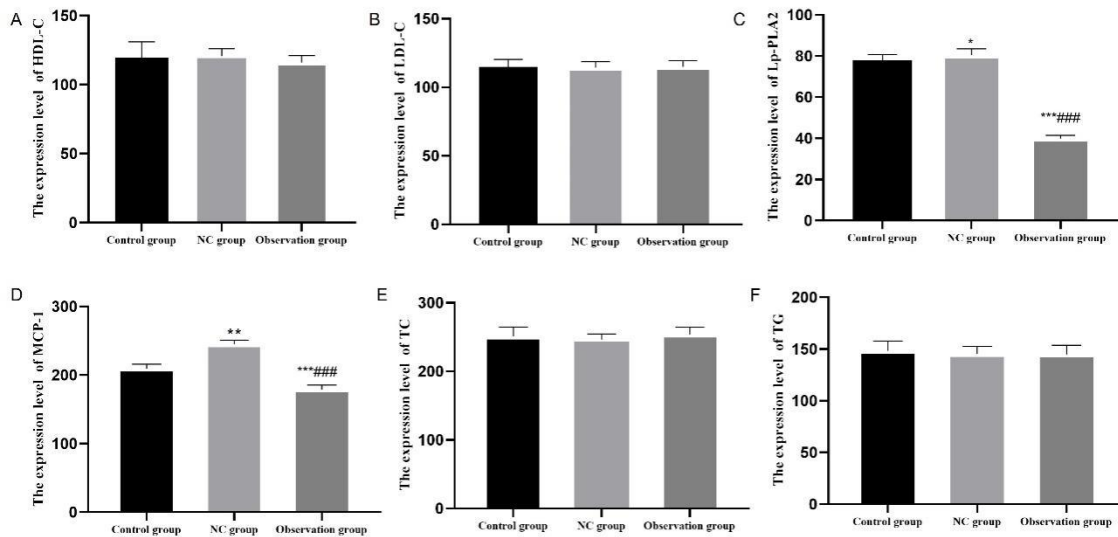 A
The expression level of HDL-C
150
100
50
0
Control group
NC group
Observation group
B
The expression level of LDL-C
150
100
50
0
Control group
NC group
Observation group
C
The expression level of Lp-PLA2
100
80
60
40
20
0
*
***###
Control group
NC group
Observation group
D
The expression level of MCP-1
300
200
100
0
**
***###
Control group
NC group
Observation group
E
The expression level of TC
300
200
100
0
Control group
NC group
Observation group
F
The expression level of TG
200
150
100
50
0
Control group
NC group
Observation group